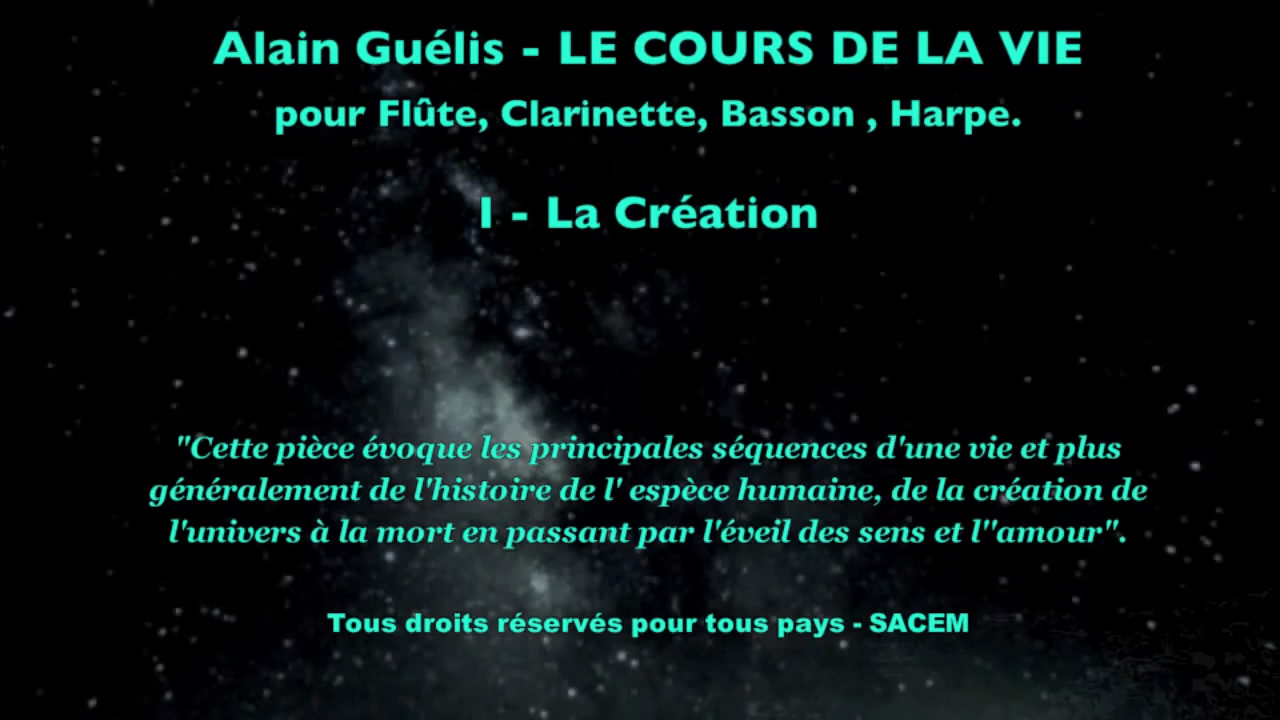 Alain Guélis - LE COURS DE LA VIE
pour Flûte, Clarinette, Basson , Harpe.
I - La Création
"Cette pièce évoque les principales séquences d'une vie et plus
généralement de l'histoire de l' espèce humaine, de la création de
l'univers à la mort en passant par l'éveil des sens et l''amour".
Tous droits réservés pour tous pays - SACEM